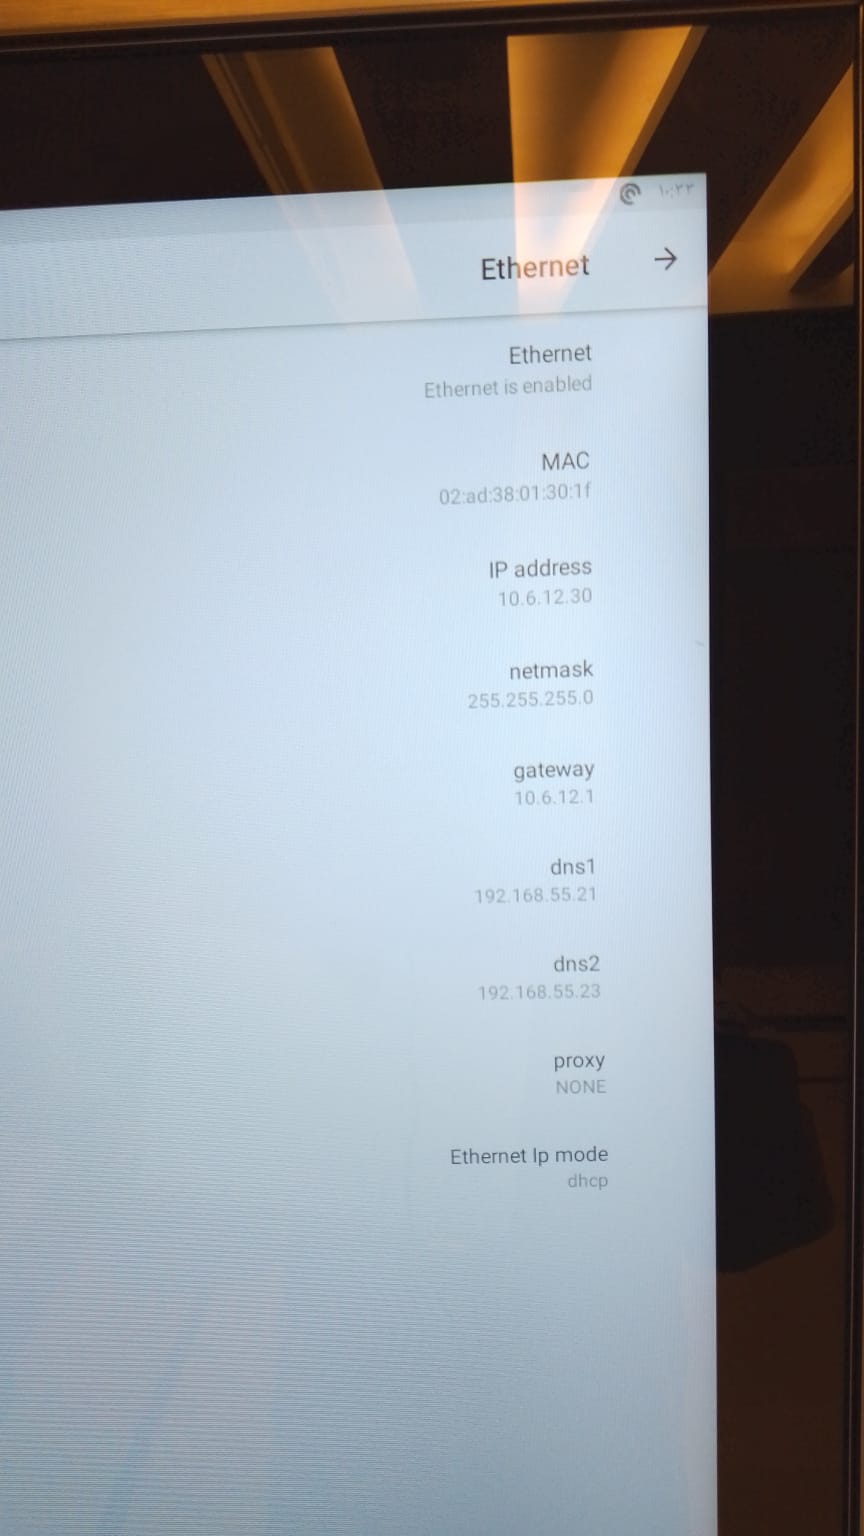 ١٠:٢٣
Ethernet
Ethernet
Ethernet is enabled
MAC
02:ad:38:01:30:1f
IP address
10.6.12.30
netmask
255.255.255.0
gateway
10.6.12.1
dns1
192.168.55.21
dns2
192.168.55.23
proxy
NONE
Ethernet Ip mode
dhcp